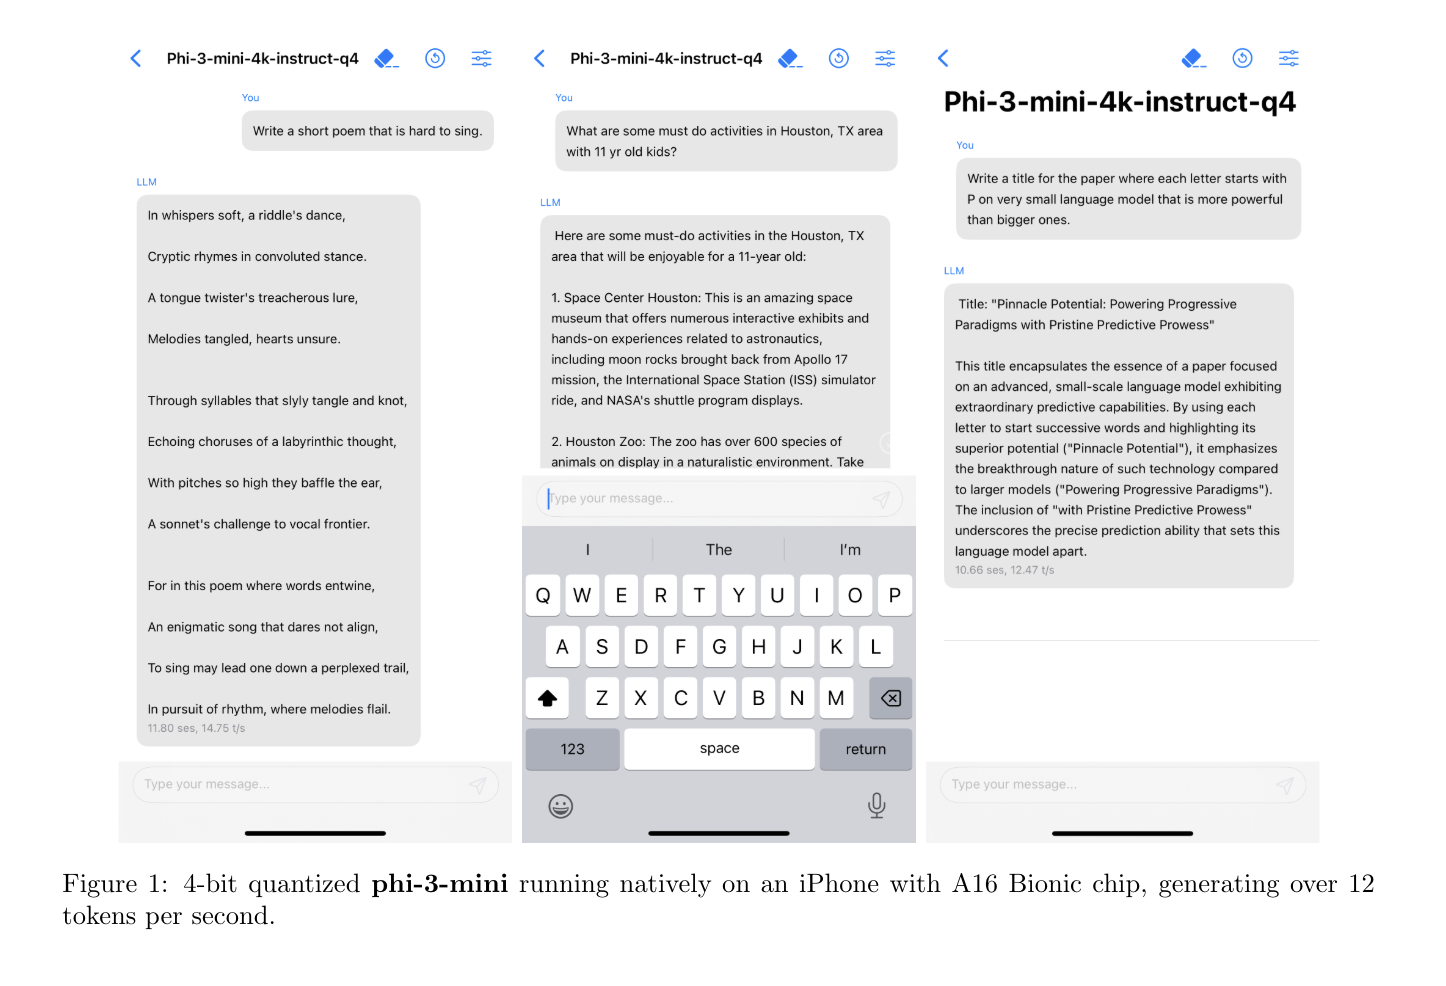 Phi-3-mini-4k-instruct-q4
You
Write a short poem that is hard to sing.
LLM
In whispers soft, a riddle's dance,
Cryptic rhymes in convoluted stance.
A tongue twister's treacherous lure,
Melodies tangled, hearts unsure.
Through syllables that slyly tangle and knot,
Echoing choruses of a labyrinthic thought,
With pitches so high they baffle the ear,
A sonnet's challenge to vocal frontier.
For in this poem where words entwine,
An enigmatic song that dares not align,
To sing may lead one down a perplexed trail,
In pursuit of rhythm, where melodies flail.
11.80 ses, 14.75 t/s
Type your message...
Phi-3-mini-4k-instruct-q4
You
What are some must do activities in Houston, TX area
with 11 yr old kids?
LLM
Here are some must-do activities in the Houston, TX
area that will be enjoyable for a 11-year old:
1. Space Center Houston: This is an amazing space
museum that offers numerous interactive exhibits and
hands-on experiences related to astronautics,
including moon rocks brought back from Apollo 17
mission, the International Space Station (ISS) simulator
ride, and NASA's shuttle program displays.
2. Houston Zoo: The zoo has over 600 species of
animals on display in a naturalistic environment. Take
Type your message...
I The I'm
Q W E R T Y U I O P
A S D F G H J K L
Z X C V B N M
123 space return
Phi-3-mini-4k-instruct-q4
You
Write a title for the paper where each letter starts with
P on very small language model that is more powerful
than bigger ones.
LLM
Title: "Pinnacle Potential: Powering Progressive
Paradigms with Pristine Predictive Prowess"
This title encapsulates the essence of a paper focused
on an advanced, small-scale language model exhibiting
extraordinary predictive capabilities. By using each
letter to start successive words and highlighting its
superior potential ("Pinnacle Potential"), it emphasizes
the breakthrough nature of such technology compared
to larger models ("Powering Progressive Paradigms").
The inclusion of "with Pristine Predictive Prowess"
underscores the precise prediction ability that sets this
language model apart.
10.66 ses, 12.47 t/s
Type your message...
Figure 1: 4-bit quantized phi-3-mini running natively on an iPhone with A16 Bionic chip, generating over 12
tokens per second.